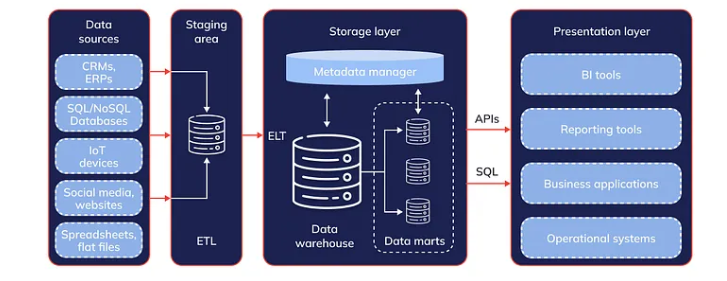 Data
sources
CRMs,
ERPs
SQL/NoSQL
Databases
IoT
devices
Social media,
websites
Spreadsheets,
flat files
Staging
area
ETL
ELT
Storage layer
Metadata manager
Data
warehouse
Data marts
APIs
SQL
Presentation layer
BI tools
Reporting tools
Business applications
Operational systems